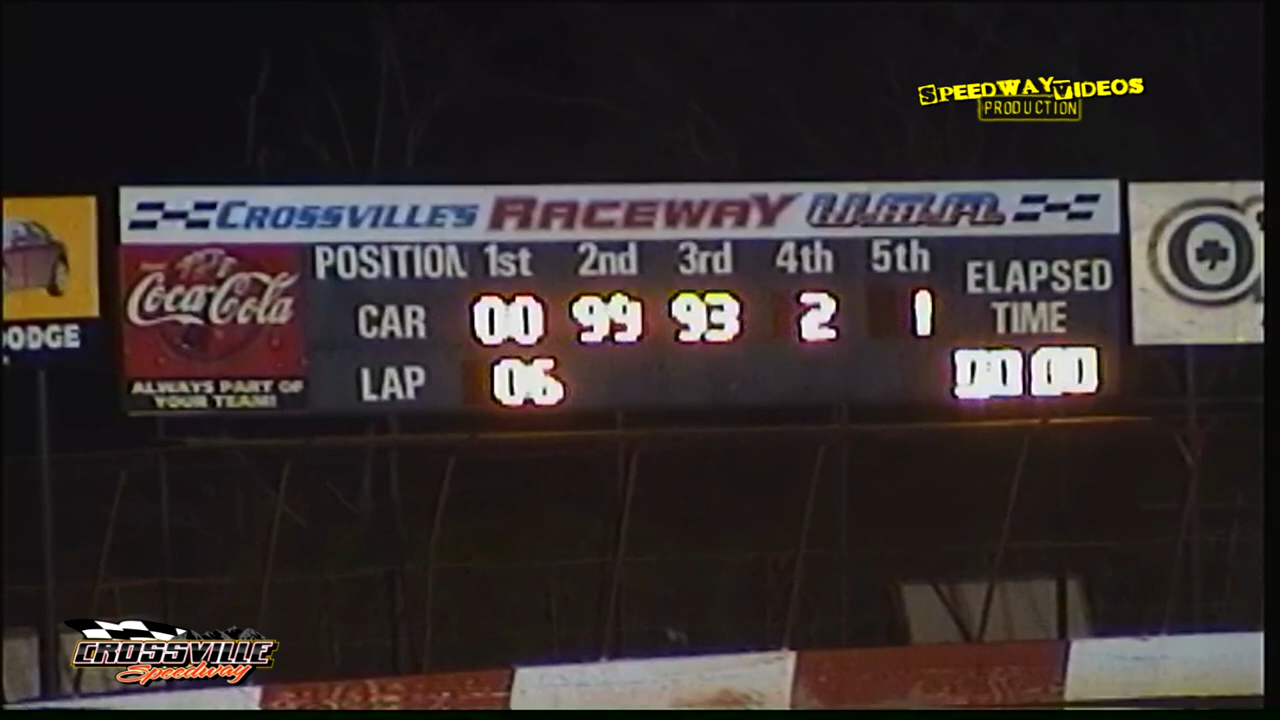 SPEEDWAYVIDEOS
PRODUCTION
CROSSVILLE'S RACEWAY
POSITION 1st 2nd 3rd 4th 5th
CAR 00 99 93 2 1
LAP 06
ELAPSED
TIME
00 00
Coca-Cola
ALWAYS PART OF
YOUR TEAM!
ODGE
CROSSVILLE
Speedway